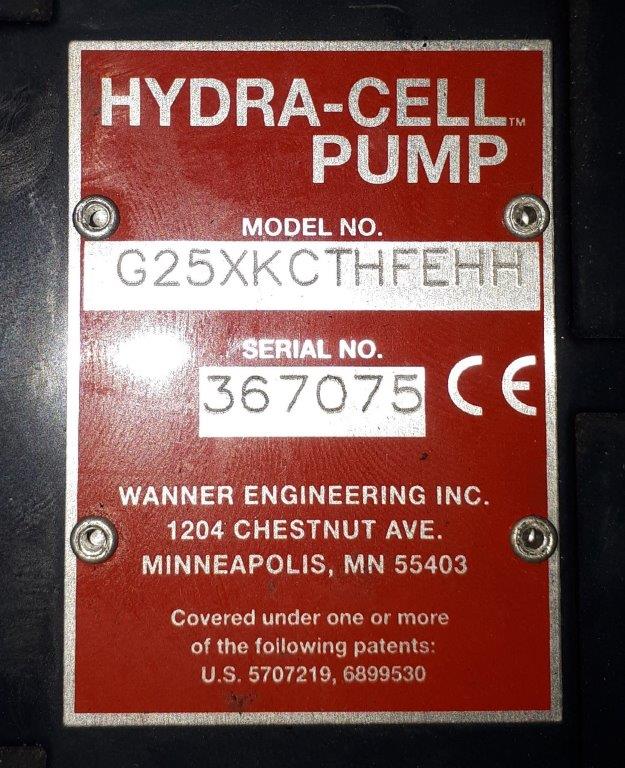 HYDRA-CELL™
PUMP
MODEL NO.
G25XKCTHFEHH
SERIAL NO.
367075 CE
WANNER ENGINEERING INC.
1204 CHESTNUT AVE.
MINNEAPOLIS, MN 55403
Covered under one or more
of the following patents:
U.S. 5707219, 6899530